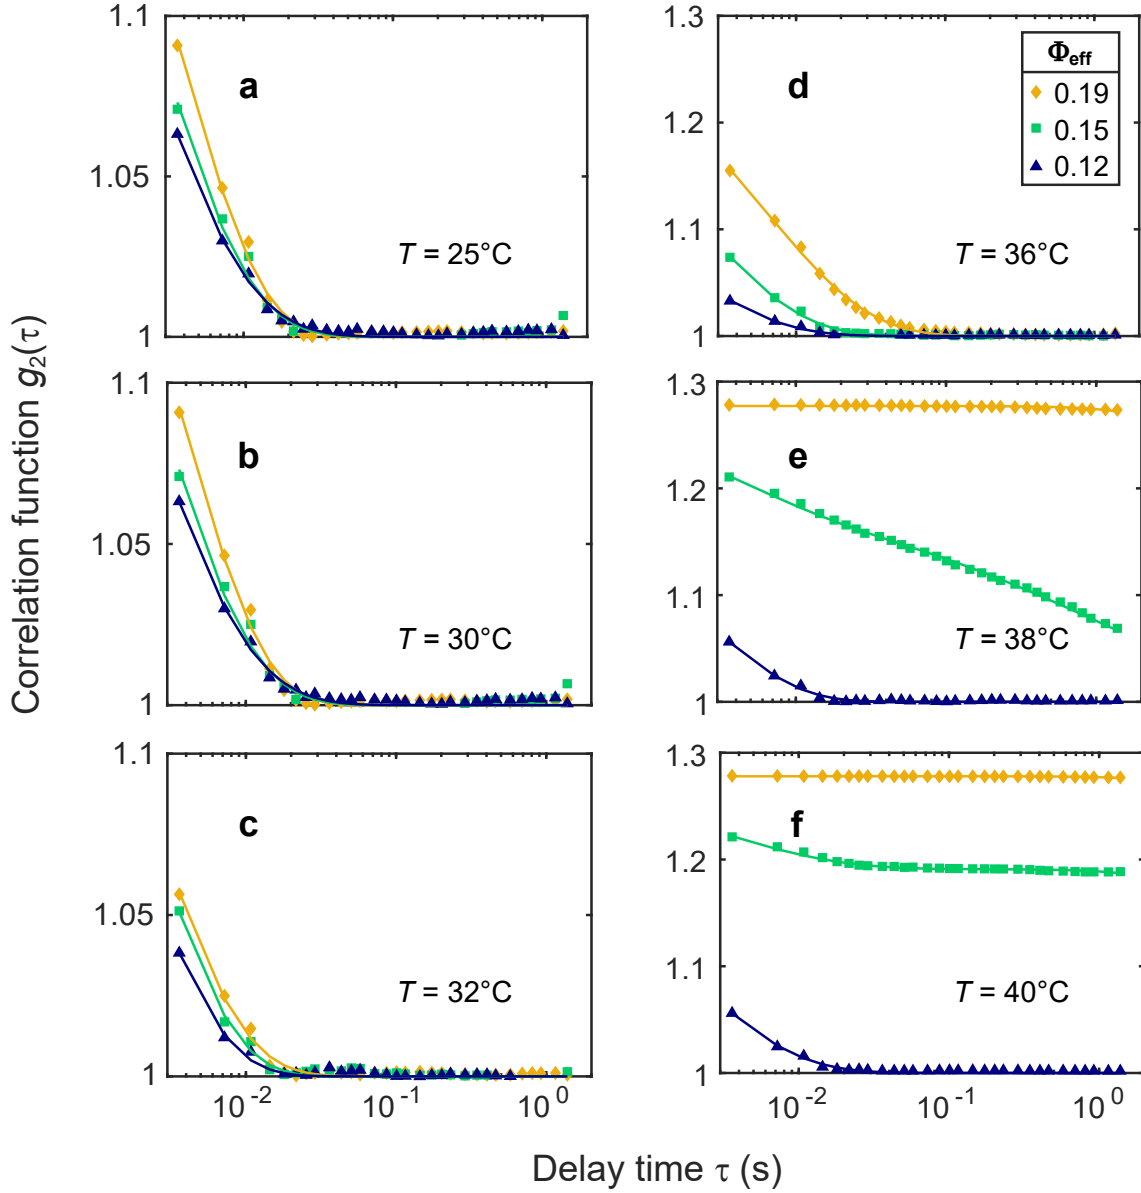 Correlation function g₂(τ)
1.1
1.05
1
a
T = 25°C
1.1
1.05
1
b
T = 30°C
1.1
1.05
1
c
T = 32°C
10⁻² 10⁻¹ 10⁰
1.3
1.2
1.1
1
d
T = 36°C
Φeff
0.19
0.15
0.12
1.3
1.2
1.1
1
e
T = 38°C
1.3
1.2
1.1
1
f
T = 40°C
10⁻² 10⁻¹ 10⁰
Delay time τ (s)